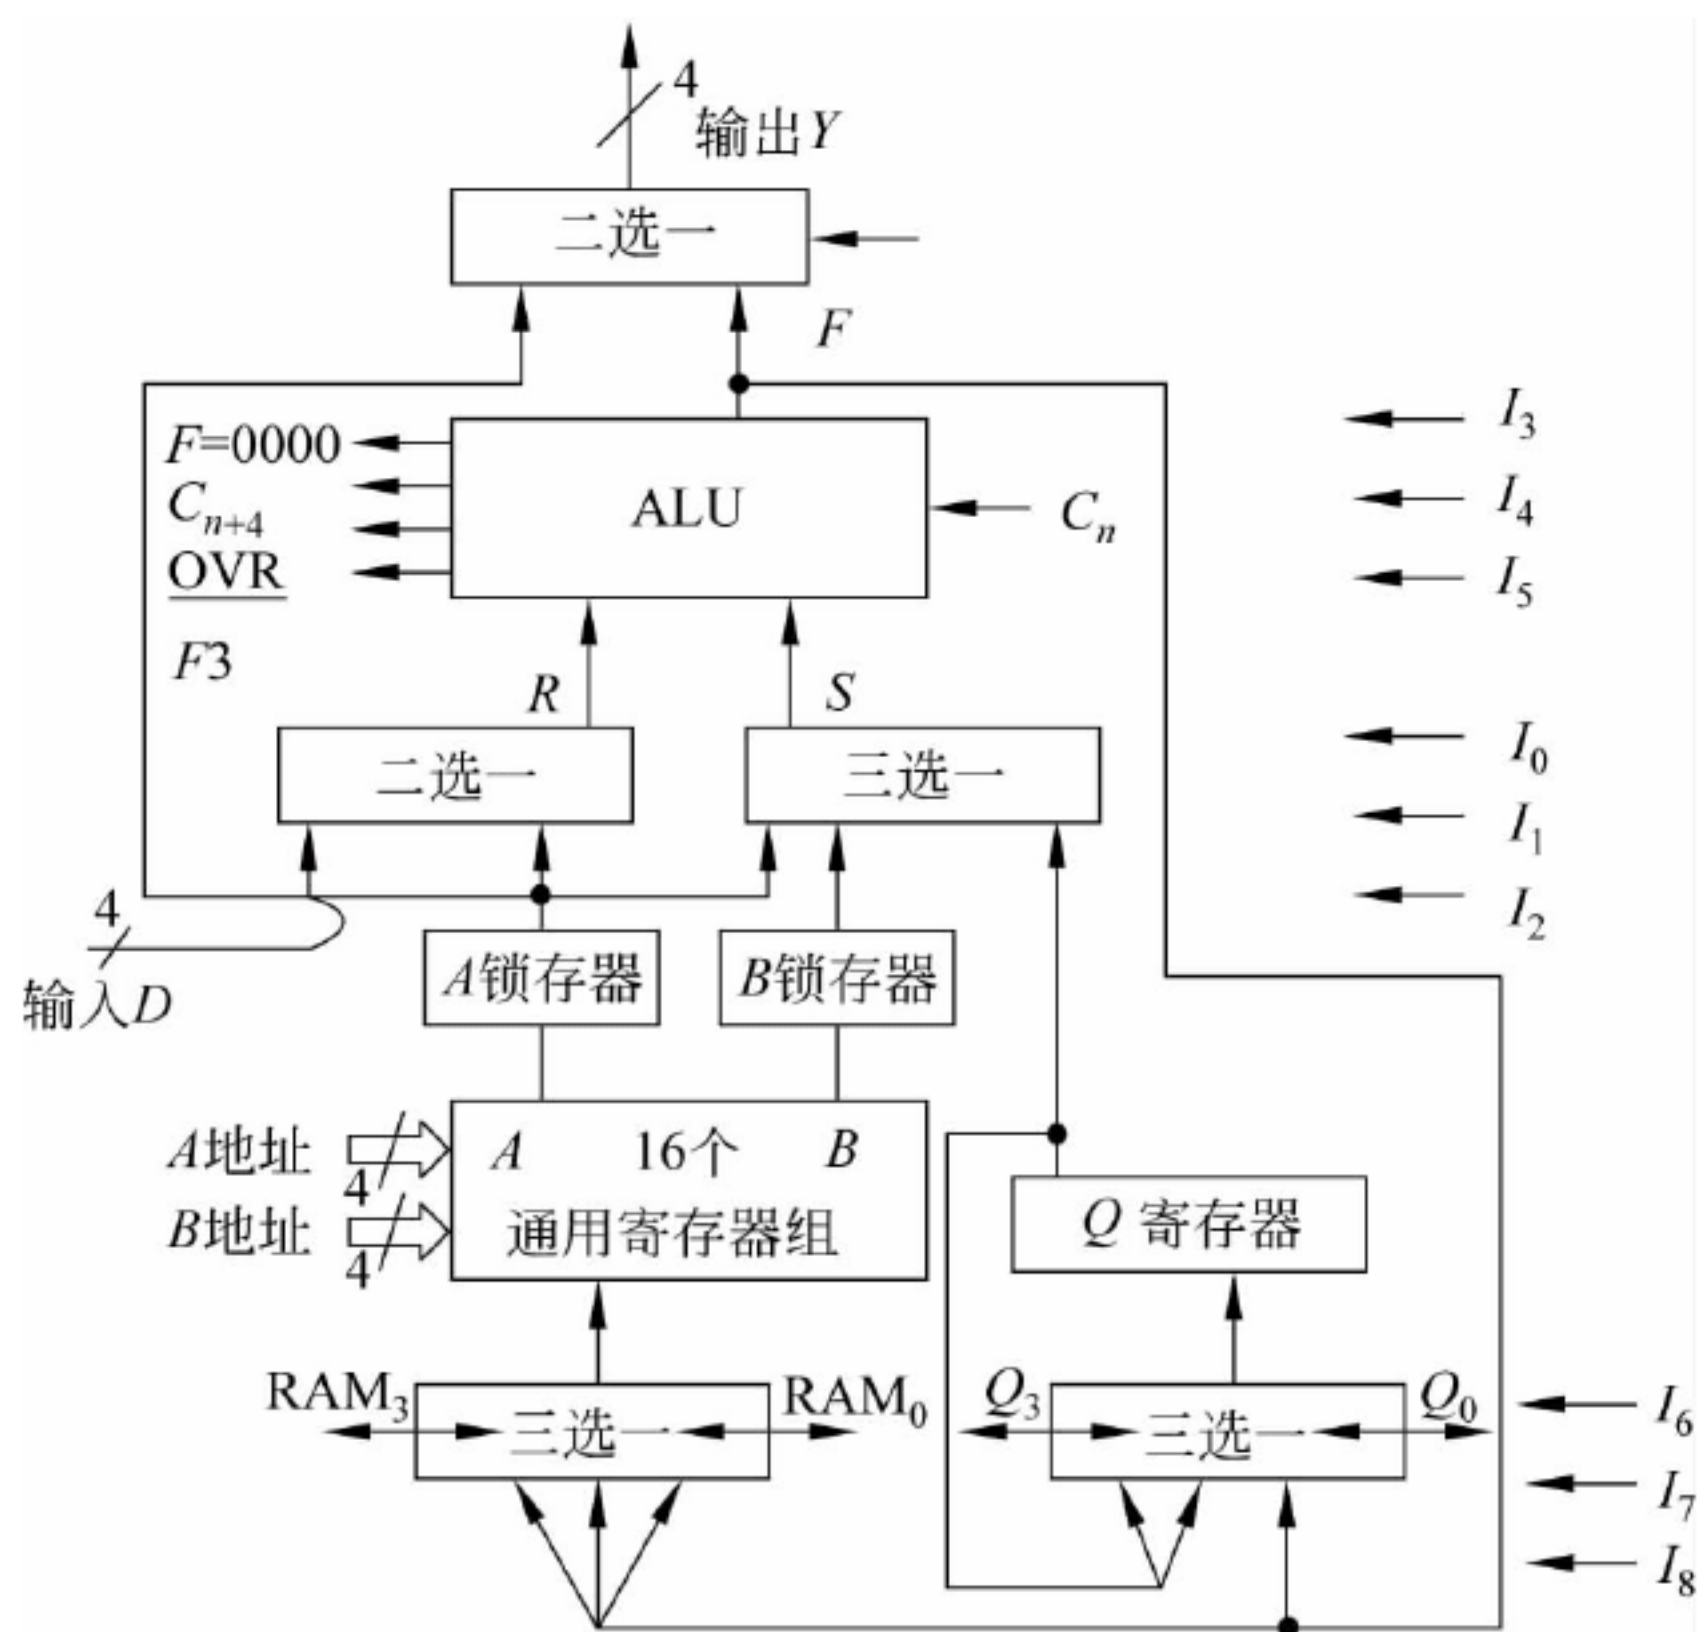 4
输出Y
二选一
F
F=0000
Cn+4
OVR
F3
ALU
Cn
I3
I4
I5
R
S
二选一
三选一
I0
I1
I2
4
输入D
A锁存器
B锁存器
A地址
4
B地址
4
A 16个 B
通用寄存器组
Q 寄存器
RAM3
三选一
RAM0
Q3
三选一
Q0
I6
I7
I8